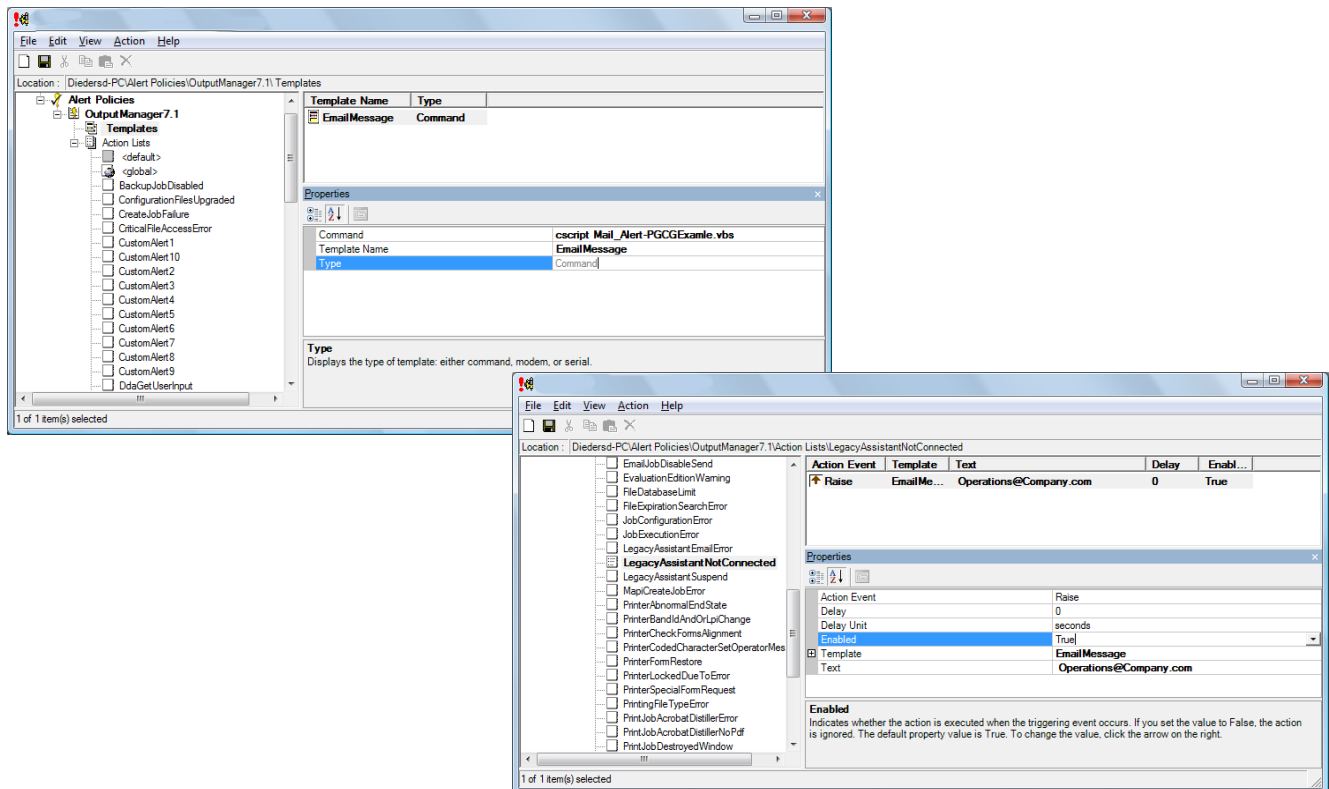 File Edit View Action Help
Location : Diedersd-PC\Alert Policies\OutputManager7.1\ Templates
Alert Policies
OutputManager7.1
Templates
Action Lists
<default>
<global>
BackupJobDisabled
ConfigurationFilesUpgraded
CreateJobFailure
CriticalFileAccessError
CustomAlert1
CustomAlert10
CustomAlert2
CustomAlert3
CustomAlert4
CustomAlert5
CustomAlert6
CustomAlert7
CustomAlert8
CustomAlert9
DdaGetUserInput
Template Name Type
EmailMessage Command
Properties
Command cscript Mail_Alert-PGCGExamle.vbs
Template Name EmailMessage
Type Command
Type
Displays the type of template: either command, modem, or serial.
1 of 1 item(s) selected
File Edit View Action Help
Location : Diedersd-PC\Alert Policies\OutputManager7.1\Action Lists\LegacyAssistantNotConnected
EmailJobDisableSend
EvaluationEditionWarning
FileDatabaseLimit
FileExpirationSearchError
JobConfigurationError
JobExecutionError
LegacyAssistantEmailError
LegacyAssistantNotConnected
LegacyAssistantSuspend
MapiCreateJobError
PrinterAbnormalEndState
PrinterBandIdAndOrLpiChange
PrinterCheckFormsAlignment
PrinterCodedCharacterSetOperatorMes
PrinterFormRestore
PrinterLockedDueToError
PrinterSpecialFormRequest
PrintingFileTypeError
PrintJobAcrobatDistillerError
PrintJobAcrobatDistillerNoPdf
PrintJobDestroyedWindow
Action Event Template Text Delay Enabl...
Raise EmailMe... Operations@Company.com 0 True
Properties
Action Event Raise
Delay 0
Delay Unit seconds
Enabled True
Template EmailMessage
Text Operations@Company.com
Enabled
Indicates whether the action is executed when the triggering event occurs. If you set the value to False, the action
is ignored. The default property value is True. To change the value, click the arrow on the right.
1 of 1 item(s) selected